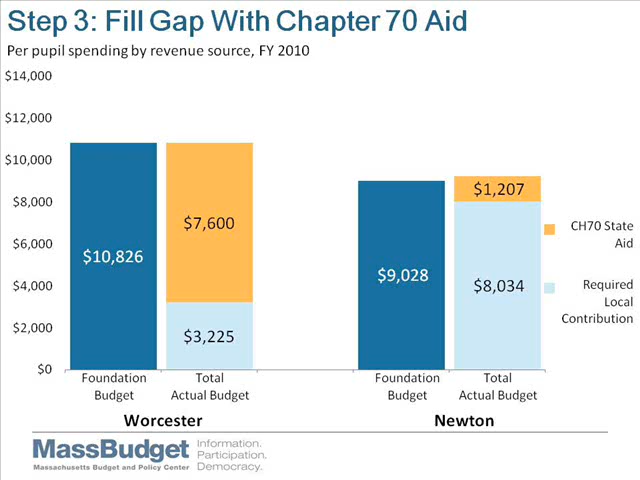 Step 3: Fill Gap With Chapter 70 Aid
Per pupil spending by revenue source, FY 2010
$14,000
$12,000
$10,000
$8,000
$6,000
$4,000
$2,000
$0
$10,826
$7,600
$3,225
$9,028
$1,207
$8,034
CH70 State
Aid
Required
Local
Contribution
Foundation
Budget
Total
Actual Budget
Foundation
Budget
Total
Actual Budget
Worcester
Newton
MassBudget
Massachusetts Budget and Policy Center
Information.
Participation.
Democracy.